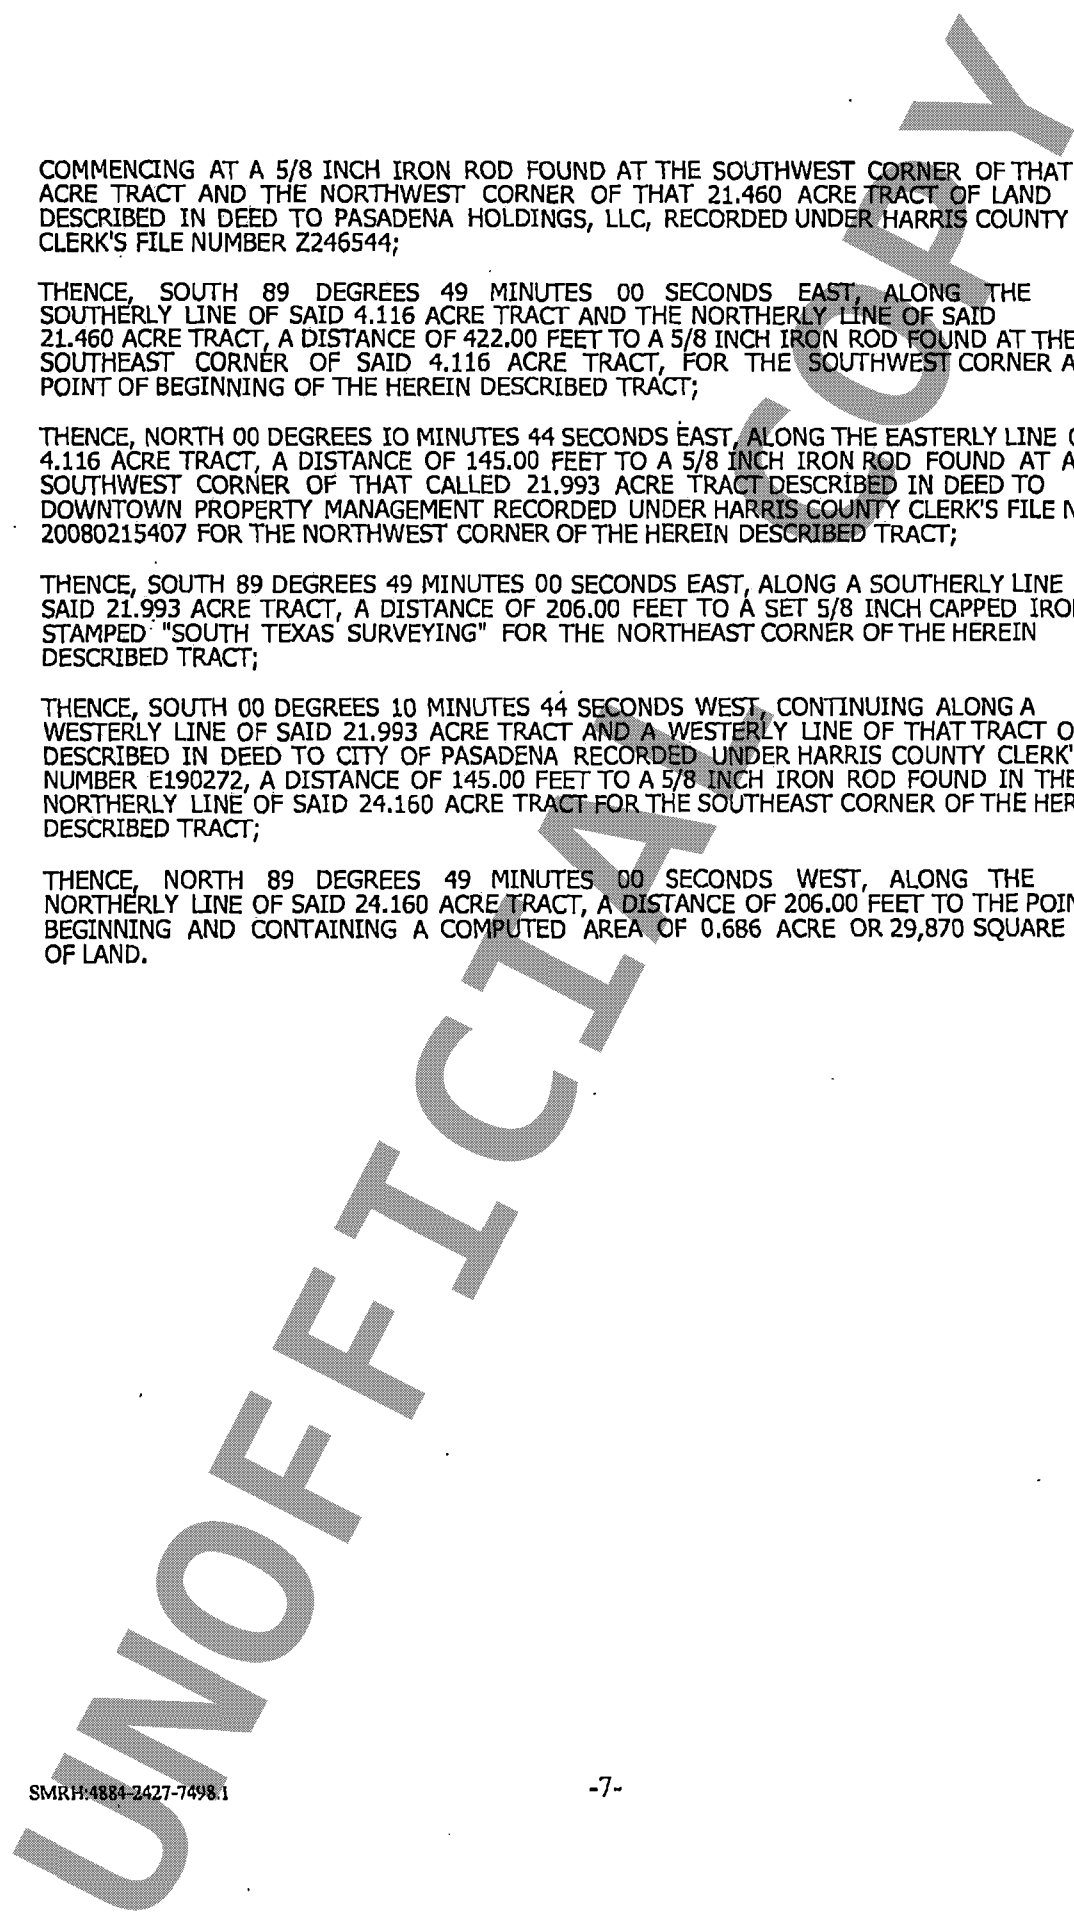 COMMENCING AT A 5/8 INCH IRON ROD FOUND AT THE SOUTHWEST CORNER OF THAT
ACRE TRACT AND THE NORTHWEST CORNER OF THAT 21.460 ACRE TRACT OF LAND
DESCRIBED IN DEED TO PASADENA HOLDINGS, LLC, RECORDED UNDER HARRIS COUNTY
CLERK'S FILE NUMBER Z246544;
THENCE, SOUTH 89 DEGREES 49 MINUTES 00 SECONDS EAST, ALONG THE
SOUTHERLY LINE OF SAID 4.116 ACRE TRACT AND THE NORTHERLY LINE OF SAID
21.460 ACRE TRACT, A DISTANCE OF 422.00 FEET TO A 5/8 INCH IRON ROD FOUND AT THE
SOUTHEAST CORNER OF SAID 4.116 ACRE TRACT, FOR THE SOUTHWEST CORNER A
POINT OF BEGINNING OF THE HEREIN DESCRIBED TRACT;
THENCE, NORTH 00 DEGREES IO MINUTES 44 SECONDS EAST, ALONG THE EASTERLY LINE
4.116 ACRE TRACT, A DISTANCE OF 145.00 FEET TO A 5/8 INCH IRON ROD FOUND AT A
SOUTHWEST CORNER OF THAT CALLED 21.993 ACRE TRACT DESCRIBED IN DEED TO
DOWNTOWN PROPERTY MANAGEMENT RECORDED UNDER HARRIS COUNTY CLERK'S FILE N
20080215407 FOR THE NORTHWEST CORNER OF THE HEREIN DESCRIBED TRACT;
THENCE, SOUTH 89 DEGREES 49 MINUTES 00 SECONDS EAST, ALONG A SOUTHERLY LINE
SAID 21.993 ACRE TRACT, A DISTANCE OF 206.00 FEET TO A SET 5/8 INCH CAPPED IRO
STAMPED "SOUTH TEXAS SURVEYING" FOR THE NORTHEAST CORNER OF THE HEREIN
DESCRIBED TRACT;
THENCE, SOUTH 00 DEGREES 10 MINUTES 44 SECONDS WEST, CONTINUING ALONG A
WESTERLY LINE OF SAID 21.993 ACRE TRACT AND A WESTERLY LINE OF THAT TRACT O
DESCRIBED IN DEED TO CITY OF PASADENA RECORDED UNDER HARRIS COUNTY CLERK'
NUMBER E190272, A DISTANCE OF 145.00 FEET TO A 5/8 INCH IRON ROD FOUND IN THE
NORTHERLY LINE OF SAID 24.160 ACRE TRACT FOR THE SOUTHEAST CORNER OF THE HER
DESCRIBED TRACT;
THENCE, NORTH 89 DEGREES 49 MINUTES 00 SECONDS WEST, ALONG THE
NORTHERLY LINE OF SAID 24.160 ACRE TRACT, A DISTANCE OF 206.00 FEET TO THE POIN
BEGINNING AND CONTAINING A COMPUTED AREA OF 0.686 ACRE OR 29,870 SQUARE
OF LAND.
SMRH:4884-2427-7498.1
-7-
UNOFFICIAL COPY